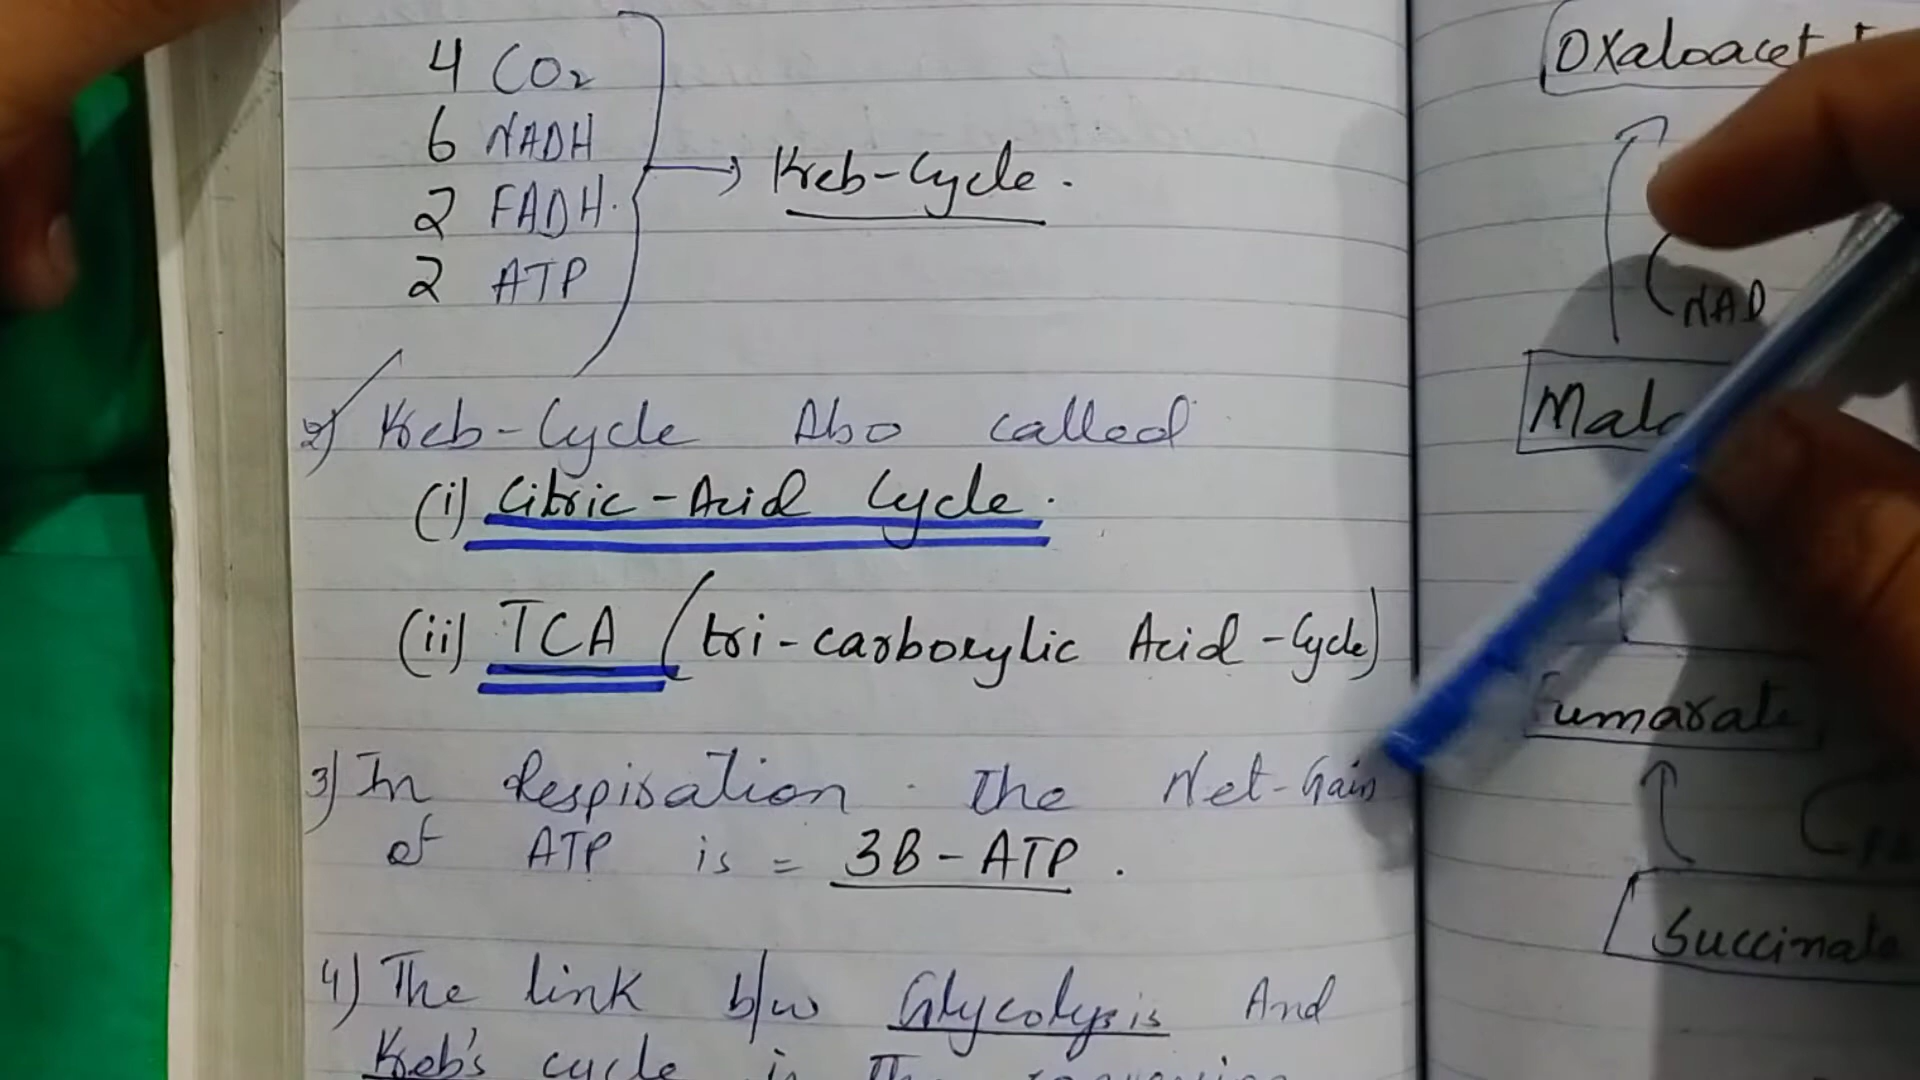 4 CO2
6 NADH
2 FADH.
2 ATP
→ Kreb-Cycle.
2) Kreb-Cycle Also called
(i) Citric-Acid Cycle.
(ii) TCA (tri-carboxylic Acid-Cycle)
3) In Respiration the Net-Gain
of ATP is = 38-ATP.
4) The link b/w Glycolysis And
Kreb's cycle is The
NAD
Fumarate
Succinate